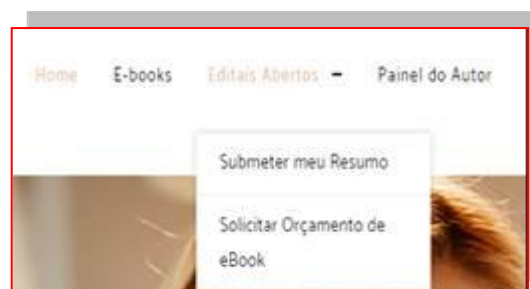 Home E-books Editais Abertos – Painel do Autor
Submeter meu Resumo
Solicitar Orçamento de
eBook